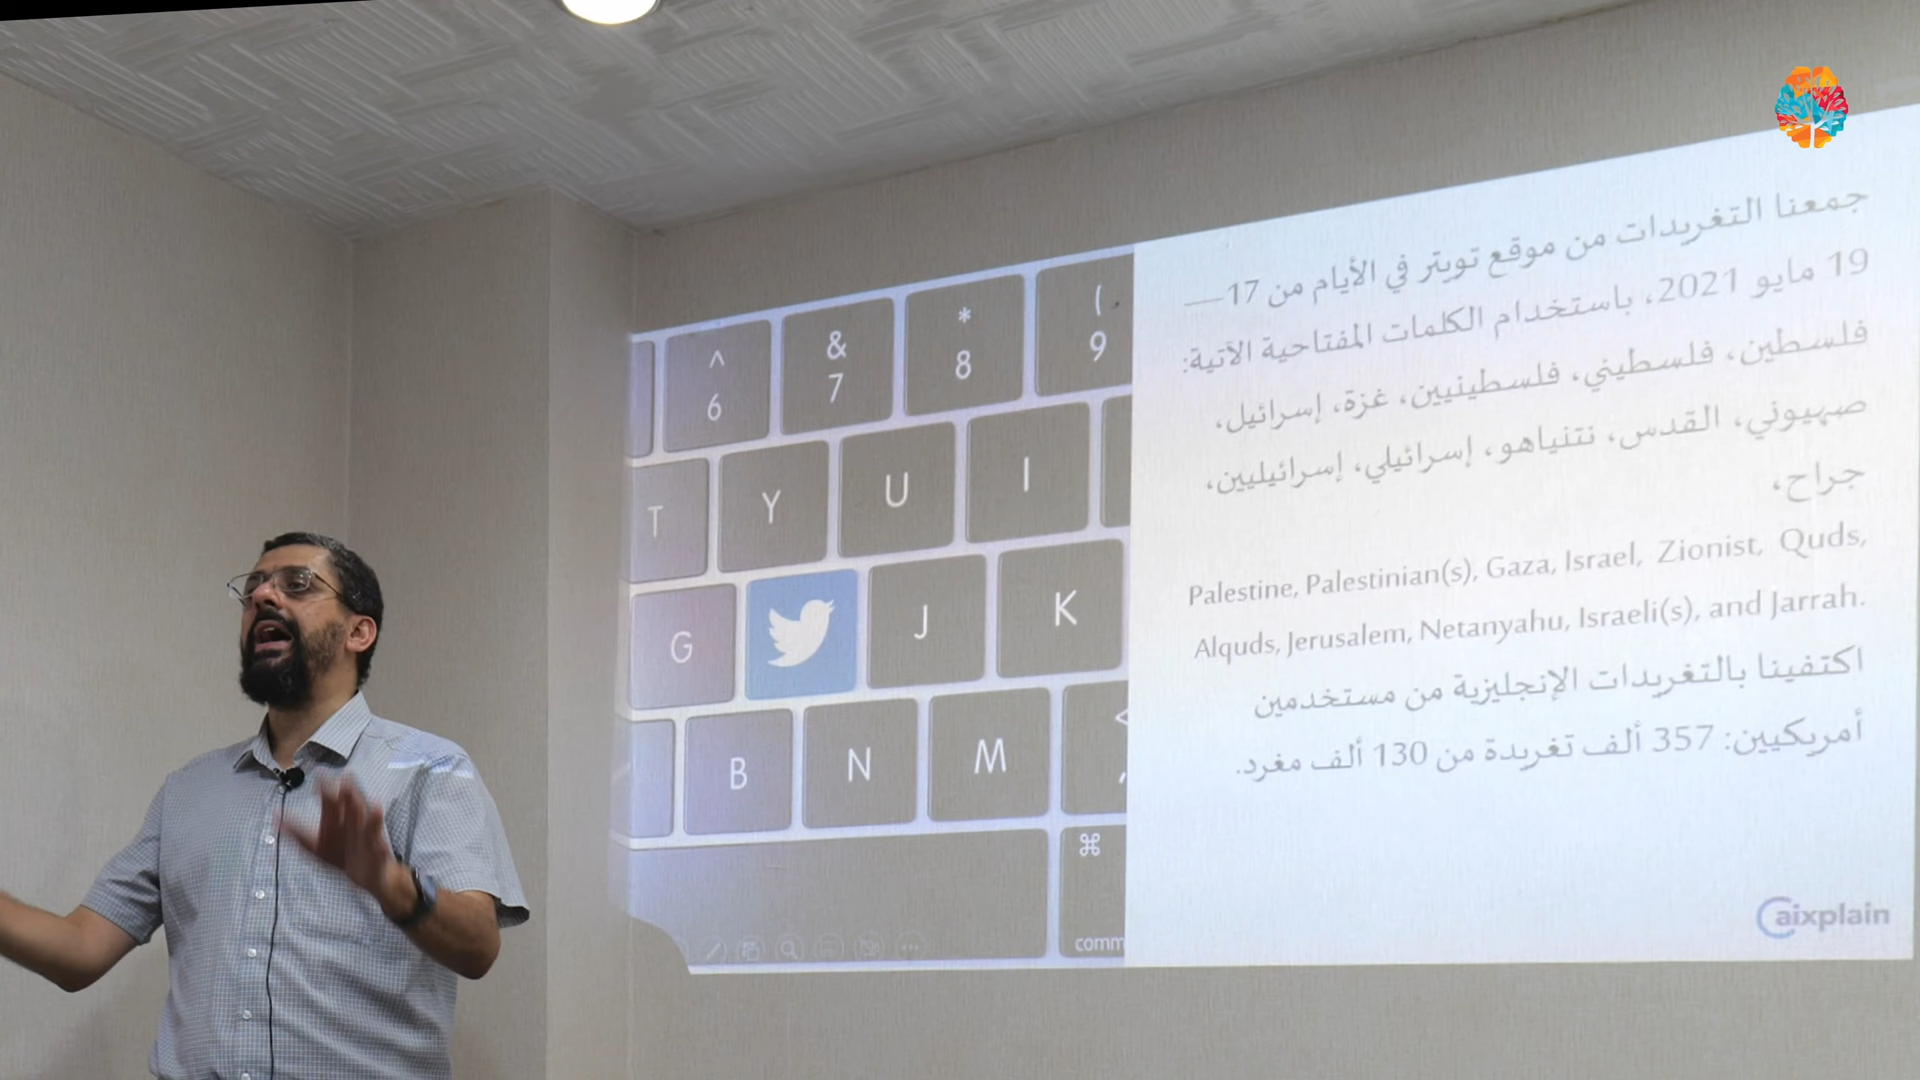 جمعنا التغريدات من موقع تويتر في الأيام من 17—
19 مايو 2021، باستخدام الكلمات المفتاحية الآتية:
فلسطين، فلسطيني، فلسطينيين، غزة، إسرائيل،
صهيوني، القدس، نتنياهو، إسرائيلي، إسرائيليين،
جراح،
Palestine, Palestinian(s), Gaza, Israel, Zionist, Quds,
Alquds, Jerusalem, Netanyahu, Israeli(s), and Jarrah.
اكتفينا بالتغريدات الإنجليزية من مستخدمين
أمريكيين: 357 ألف تغريدة من 130 ألف مغرد.
aixplain
^ & * (
6 7 8 9
T Y U I
G J K
B N M <
,
⌘
comm